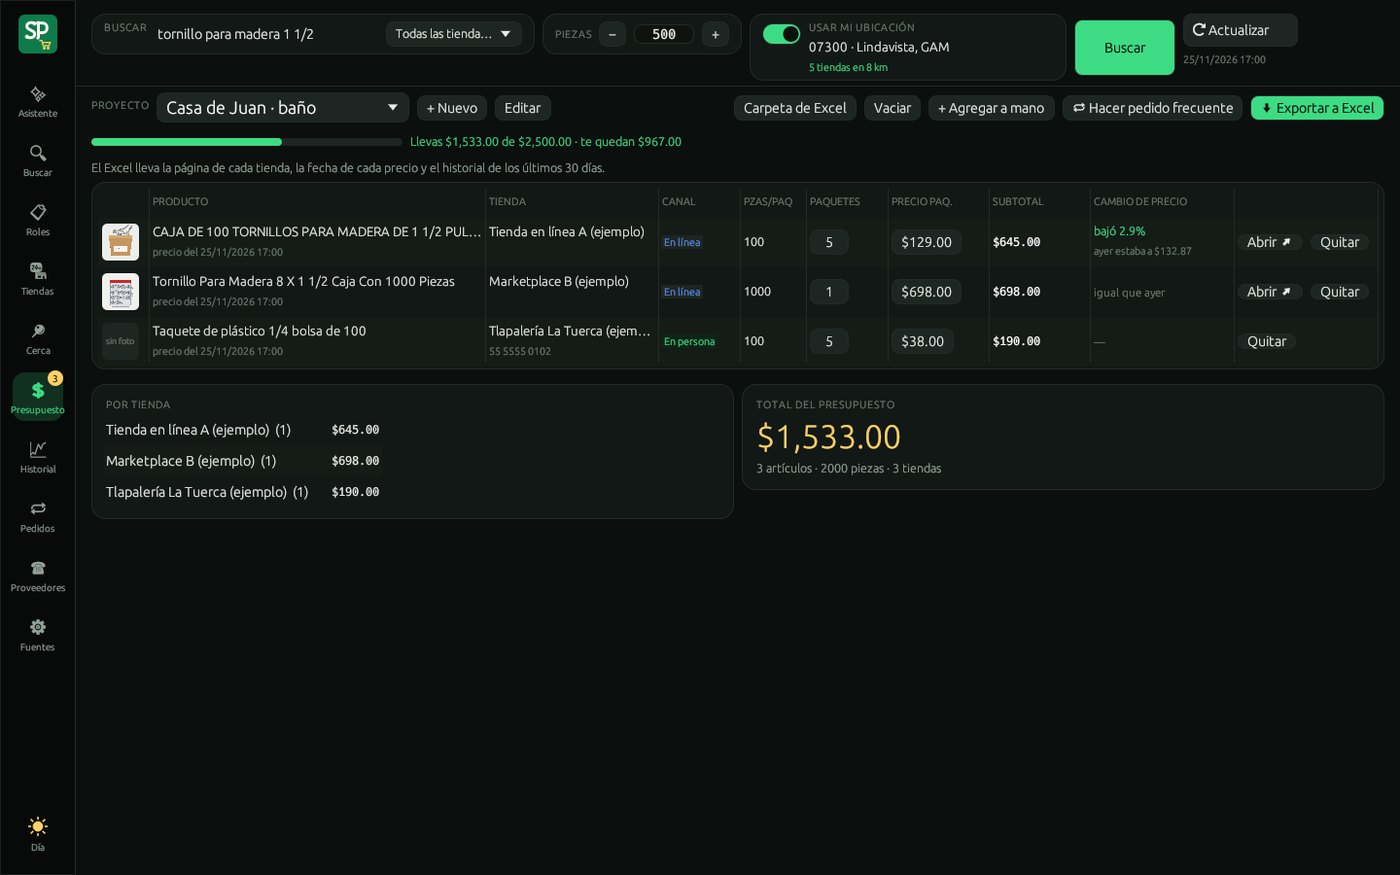 SP
Asistente
Buscar
Roles
Tiendas
Cerca
3
Presupuesto
Historial
Pedidos
Proveedores
Fuentes
Día
BUSCAR tornillo para madera 1 1/2 Todas las tienda...
PIEZAS − 500 +
USAR MI UBICACIÓN
07300 · Lindavista, GAM
5 tiendas en 8 km
Buscar
Actualizar
25/11/2026 17:00
PROYECTO Casa de Juan · baño + Nuevo Editar Carpeta de Excel Vaciar + Agregar a mano Hacer pedido frecuente Exportar a Excel
Llevas $1,533.00 de $2,500.00 · te quedan $967.00
El Excel lleva la página de cada tienda, la fecha de cada precio y el historial de los últimos 30 días.
PRODUCTO TIENDA CANAL PZAS/PAQ PAQUETES PRECIO PAQ. SUBTOTAL CAMBIO DE PRECIO
CAJA DE 100 TORNILLOS PARA MADERA DE 1 1/2 PUL... Tienda en línea A (ejemplo) En línea 100 5 $129.00 $645.00 bajó 2.9% Abrir Quitar
precio del 25/11/2026 17:00 ayer estaba a $132.87
Tornillo Para Madera 8 X 1 1/2 Caja Con 1000 Piezas Marketplace B (ejemplo) En línea 1000 1 $698.00 $698.00 igual que ayer Abrir Quitar
precio del 25/11/2026 17:00
sin foto Taquete de plástico 1/4 bolsa de 100 Tlapalería La Tuerca (ejem... En persona 100 5 $38.00 $190.00 — Quitar
precio del 25/11/2026 17:00 55 5555 0102
POR TIENDA
Tienda en línea A (ejemplo) (1) $645.00
Marketplace B (ejemplo) (1) $698.00
Tlapalería La Tuerca (ejemplo) (1) $190.00
TOTAL DEL PRESUPUESTO
$1,533.00
3 artículos · 2000 piezas · 3 tiendas